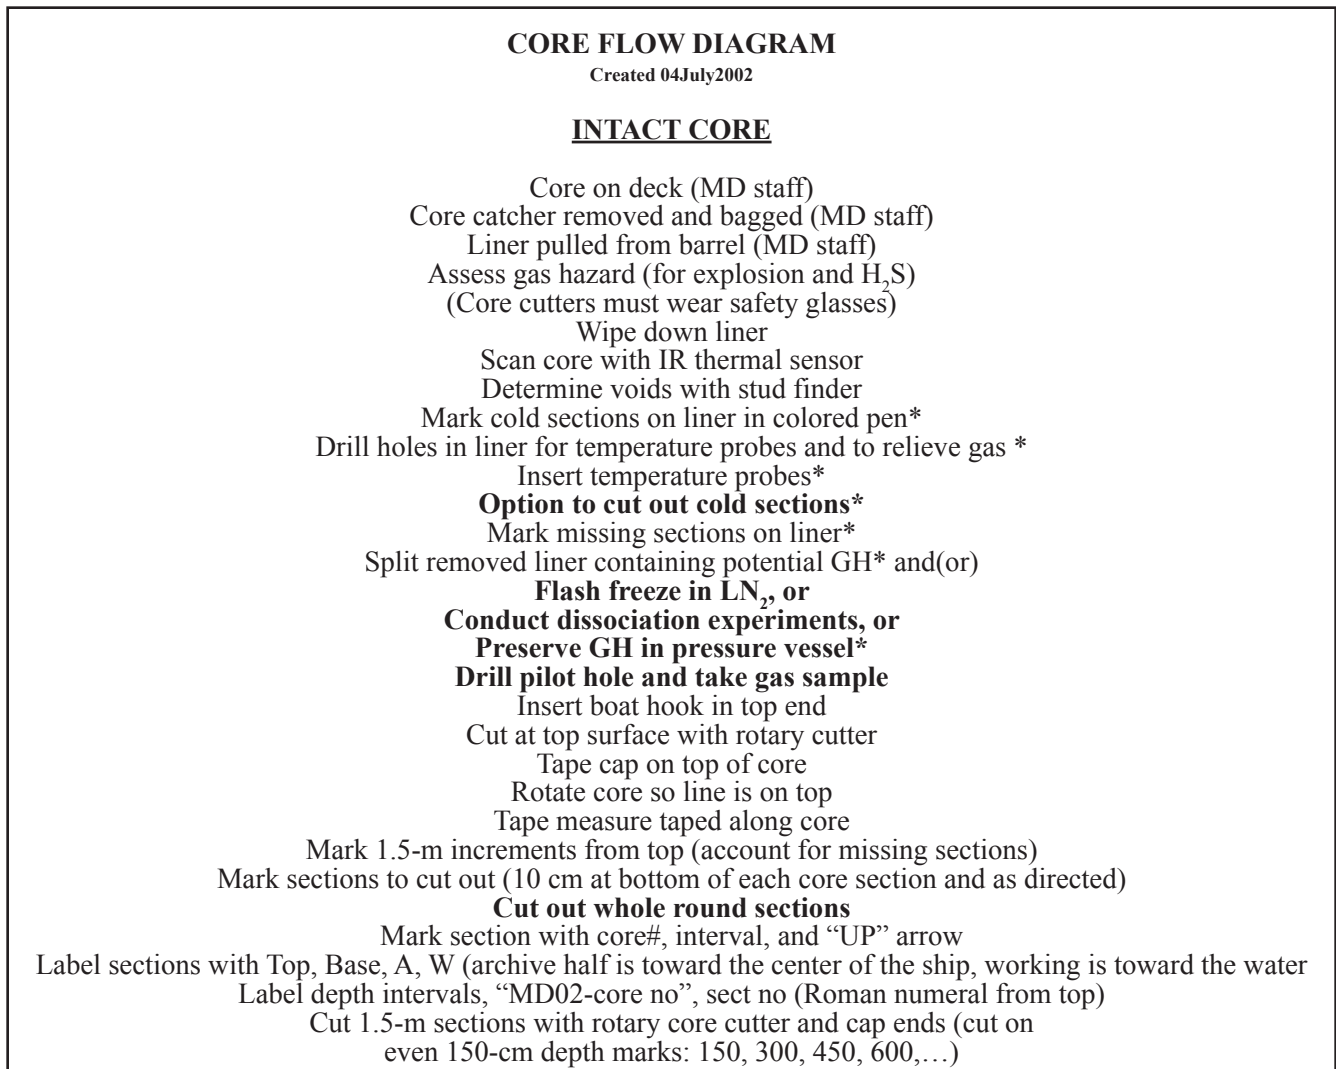 CORE FLOW DIAGRAM
Created 04July2002
INTACT CORE
Core on deck (MD staff)
Core catcher removed and bagged (MD staff)
Liner pulled from barrel (MD staff)
Assess gas hazard (for explosion and H₂S)
(Core cutters must wear safety glasses)
Wipe down liner
Scan core with IR thermal sensor
Determine voids with stud finder
Mark cold sections on liner in colored pen*
Drill holes in liner for temperature probes and to relieve gas *
Insert temperature probes*
Option to cut out cold sections*
Mark missing sections on liner*
Split removed liner containing potential GH* and(or)
Flash freeze in LN₂, or
Conduct dissociation experiments, or
Preserve GH in pressure vessel*
Drill pilot hole and take gas sample
Insert boat hook in top end
Cut at top surface with rotary cutter
Tape cap on top of core
Rotate core so line is on top
Tape measure taped along core
Mark 1.5-m increments from top (account for missing sections)
Mark sections to cut out (10 cm at bottom of each core section and as directed)
Cut out whole round sections
Mark section with core#, interval, and “UP” arrow
Label sections with Top, Base, A, W (archive half is toward the center of the ship, working is toward the water
Label depth intervals, “MD02-core no”, sect no (Roman numeral from top)
Cut 1.5-m sections with rotary core cutter and cap ends (cut on
even 150-cm depth marks: 150, 300, 450, 600,…)